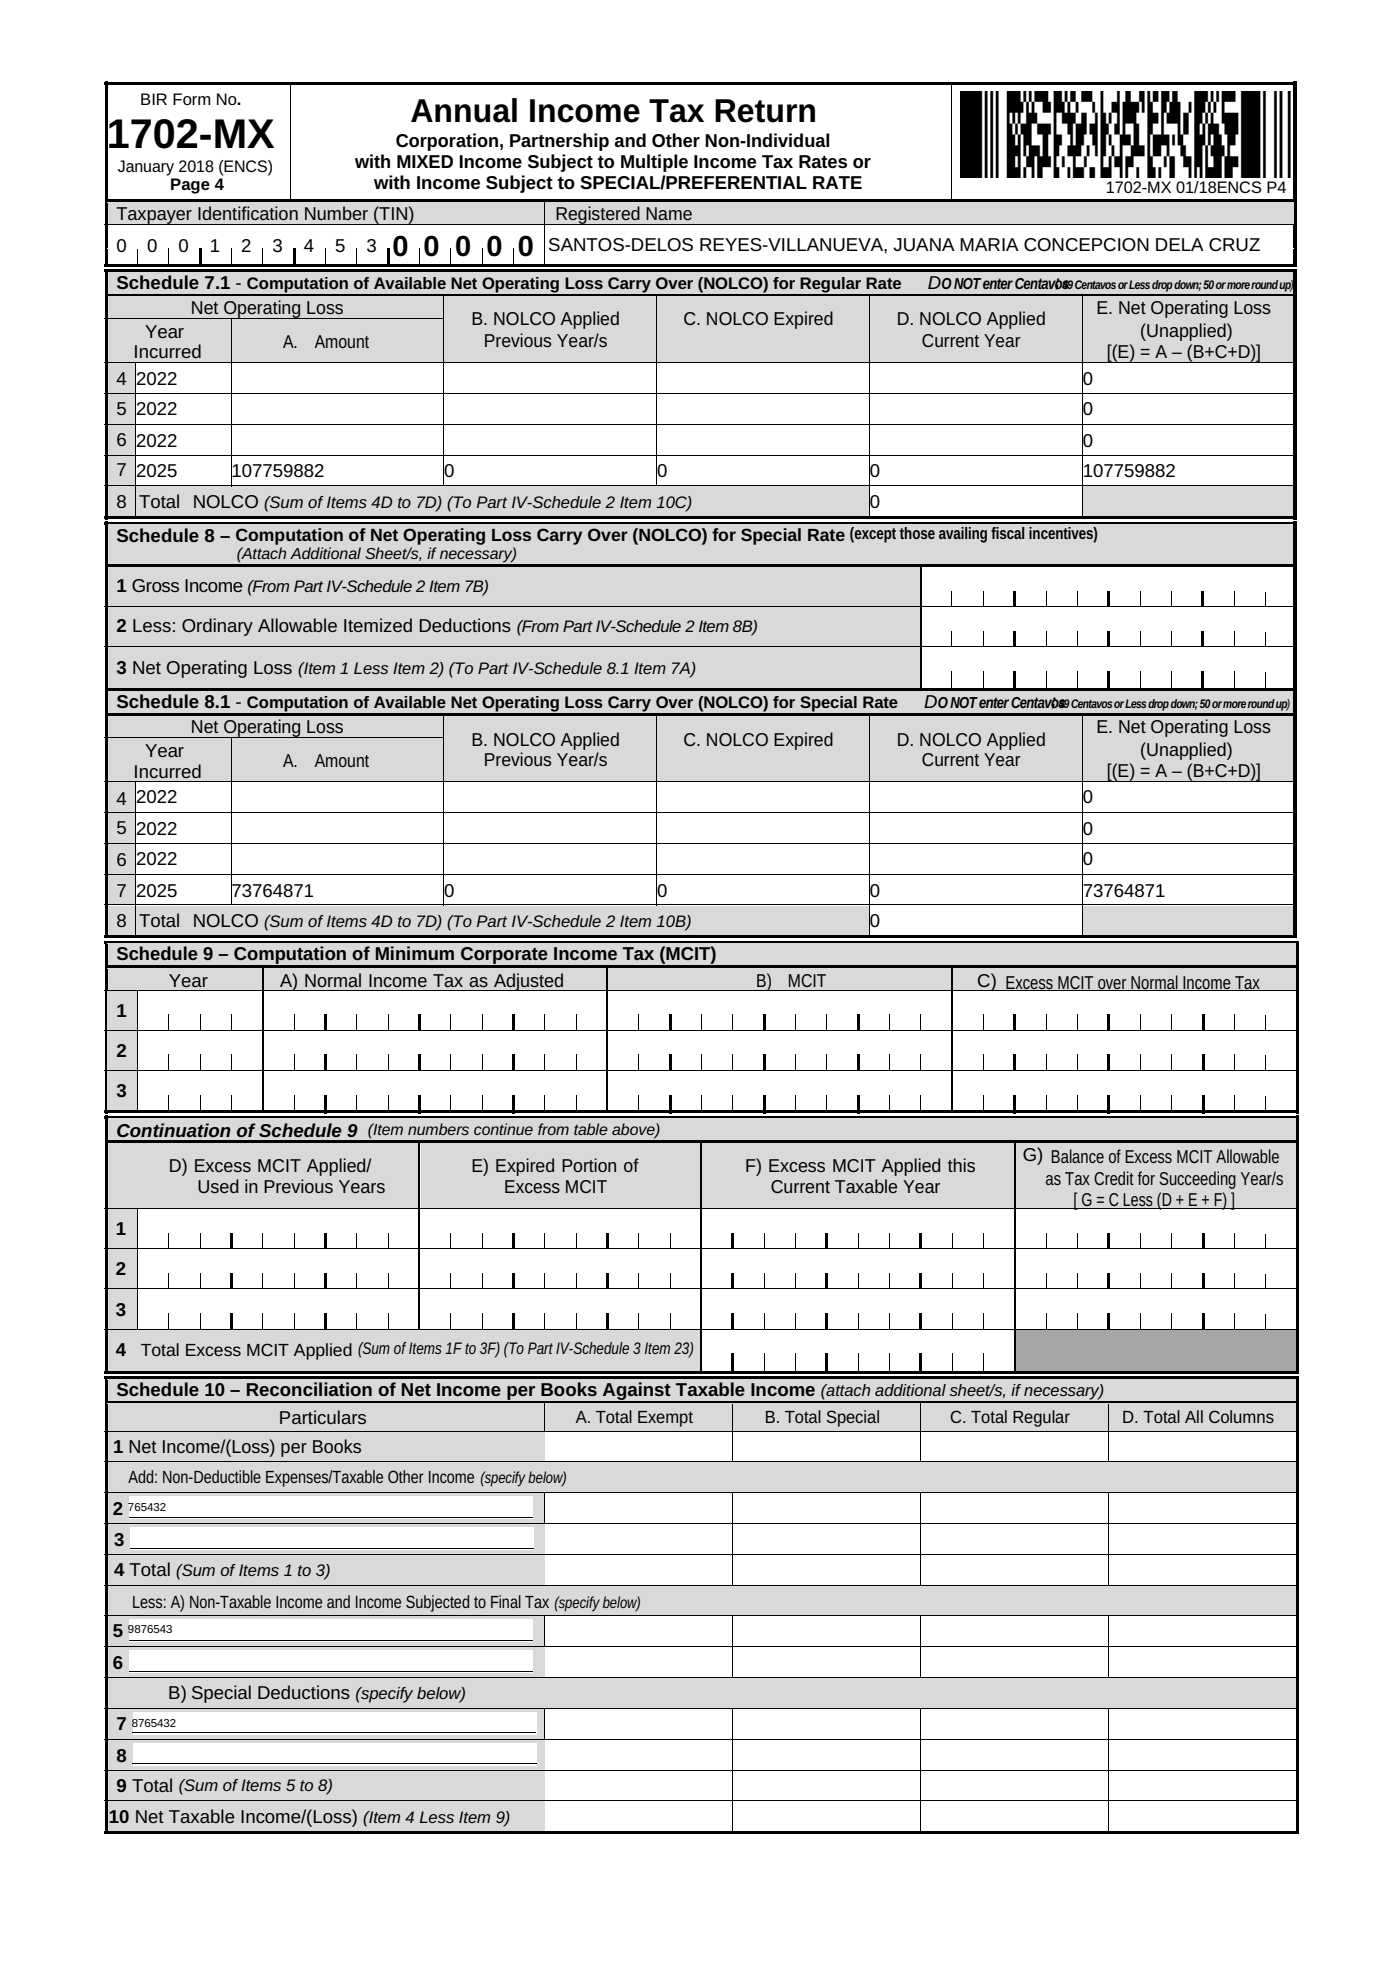 BIR Form No.
1702-MX
January 2018 (ENCS)
Page 4
Annual Income Tax Return
Corporation, Partnership and Other Non-Individual
with MIXED Income Subject to Multiple Income Tax Rates or
with Income Subject to SPECIAL/PREFERENTIAL RATE
1702-MX 01/18ENCS P4
Taxpayer Identification Number (TIN) Registered Name
0 0 0 1 2 3 4 5 3 0 0 0 0 0 SANTOS-DELOS REYES-VILLANUEVA, JUANA MARIA CONCEPCION DELA CRUZ
Schedule 7.1 - Computation of Available Net Operating Loss Carry Over (NOLCO) for Regular Rate DO NOT enter Centavos Centavos or Less drop down; 50 or more round up)
Net Operating Loss
Year Incurred A. Amount B. NOLCO Applied Previous Year/s C. NOLCO Expired D. NOLCO Applied Current Year E. Net Operating Loss (Unapplied) [(E) = A – (B+C+D)]
4 2022 0
5 2022 0
6 2022 0
7 2025 107759882 0 0 0 107759882
8 Total NOLCO (Sum of Items 4D to 7D) (To Part IV-Schedule 2 Item 10C) 0
Schedule 8 – Computation of Net Operating Loss Carry Over (NOLCO) for Special Rate (except those availing fiscal incentives)
(Attach Additional Sheet/s, if necessary)
1 Gross Income (From Part IV-Schedule 2 Item 7B)
2 Less: Ordinary Allowable Itemized Deductions (From Part IV-Schedule 2 Item 8B)
3 Net Operating Loss (Item 1 Less Item 2) (To Part IV-Schedule 8.1 Item 7A)
Schedule 8.1 - Computation of Available Net Operating Loss Carry Over (NOLCO) for Special Rate DO NOT enter Centavos Centavos or Less drop down; 50 or more round up)
Net Operating Loss
Year Incurred A. Amount B. NOLCO Applied Previous Year/s C. NOLCO Expired D. NOLCO Applied Current Year E. Net Operating Loss (Unapplied) [(E) = A – (B+C+D)]
4 2022 0
5 2022 0
6 2022 0
7 2025 73764871 0 0 0 73764871
8 Total NOLCO (Sum of Items 4D to 7D) (To Part IV-Schedule 2 Item 10B) 0
Schedule 9 – Computation of Minimum Corporate Income Tax (MCIT)
Year A) Normal Income Tax as Adjusted B) MCIT C) Excess MCIT over Normal Income Tax
1
2
3
Continuation of Schedule 9 (Item numbers continue from table above)
D) Excess MCIT Applied/ Used in Previous Years E) Expired Portion of Excess MCIT F) Excess MCIT Applied this Current Taxable Year G) Balance of Excess MCIT Allowable as Tax Credit for Succeeding Year/s [ G = C Less (D + E + F) ]
1
2
3
4 Total Excess MCIT Applied (Sum of Items 1F to 3F) (To Part IV-Schedule 3 Item 23)
Schedule 10 – Reconciliation of Net Income per Books Against Taxable Income (attach additional sheet/s, if necessary)
Particulars A. Total Exempt B. Total Special C. Total Regular D. Total All Columns
1 Net Income/(Loss) per Books
Add: Non-Deductible Expenses/Taxable Other Income (specify below)
2 765432
3
4 Total (Sum of Items 1 to 3)
Less: A) Non-Taxable Income and Income Subjected to Final Tax (specify below)
5 9876543
6
B) Special Deductions (specify below)
7 8765432
8
9 Total (Sum of Items 5 to 8)
10 Net Taxable Income/(Loss) (Item 4 Less Item 9)